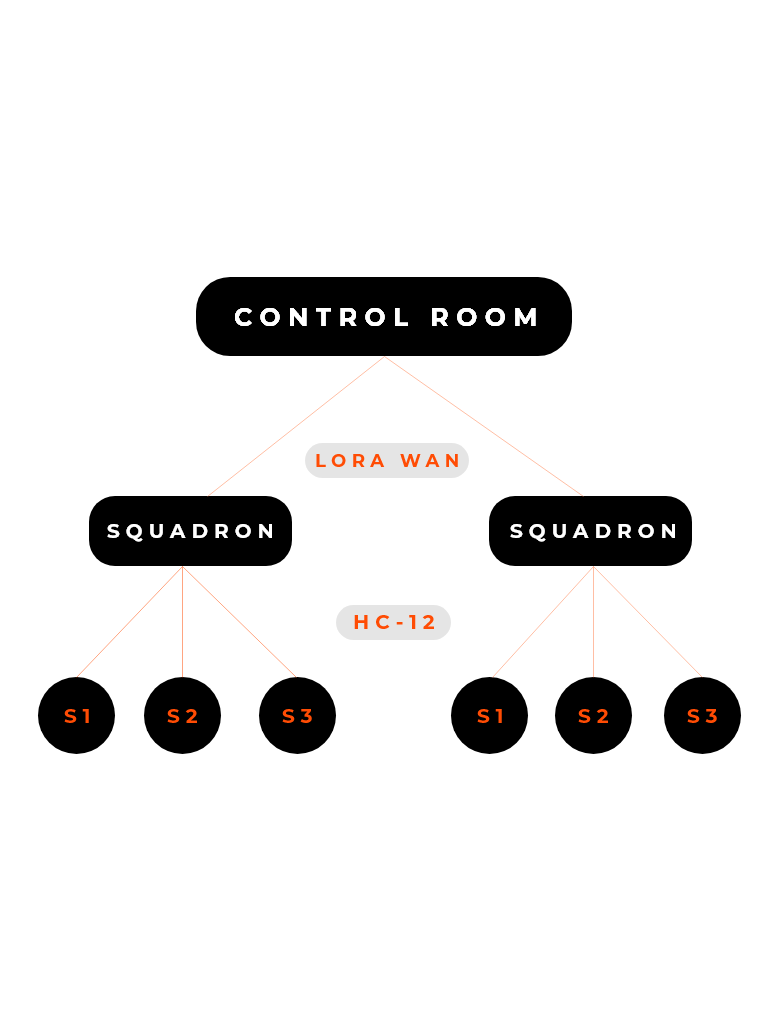 CONTROL ROOM
LORA WAN
SQUADRON
SQUADRON
HC-12
S1
S2
S3
S1
S2
S3